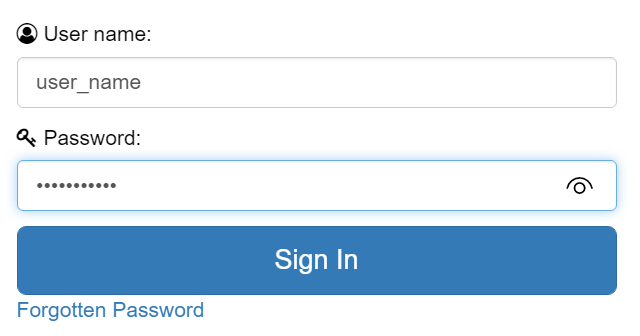 User name:
user_name
Password:
•••••••••••
Sign In
Forgotten Password